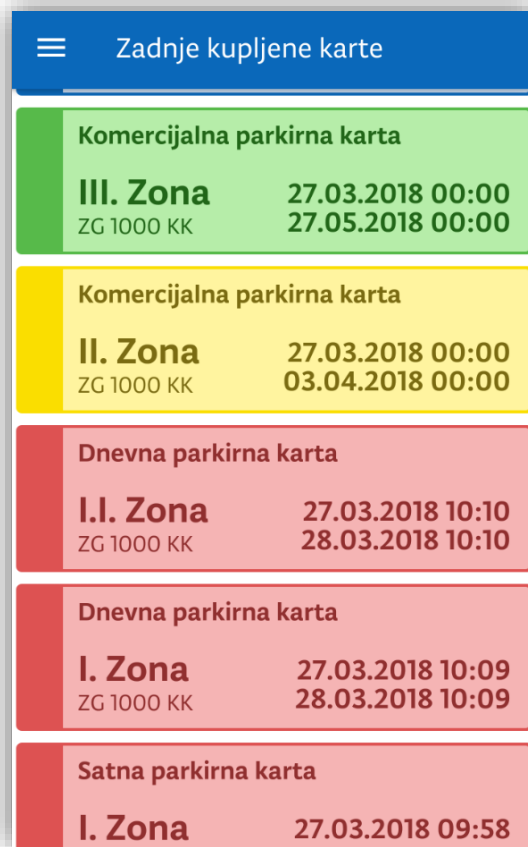 Zadnje kupljene karte
Komercijalna parkirna karta
III. Zona 27.03.2018 00:00
ZG 1000 KK 27.05.2018 00:00
Komercijalna parkirna karta
II. Zona 27.03.2018 00:00
ZG 1000 KK 03.04.2018 00:00
Dnevna parkirna karta
I.I. Zona 27.03.2018 10:10
ZG 1000 KK 28.03.2018 10:10
Dnevna parkirna karta
I. Zona 27.03.2018 10:09
ZG 1000 KK 28.03.2018 10:09
Satna parkirna karta
I. Zona 27.03.2018 09:58